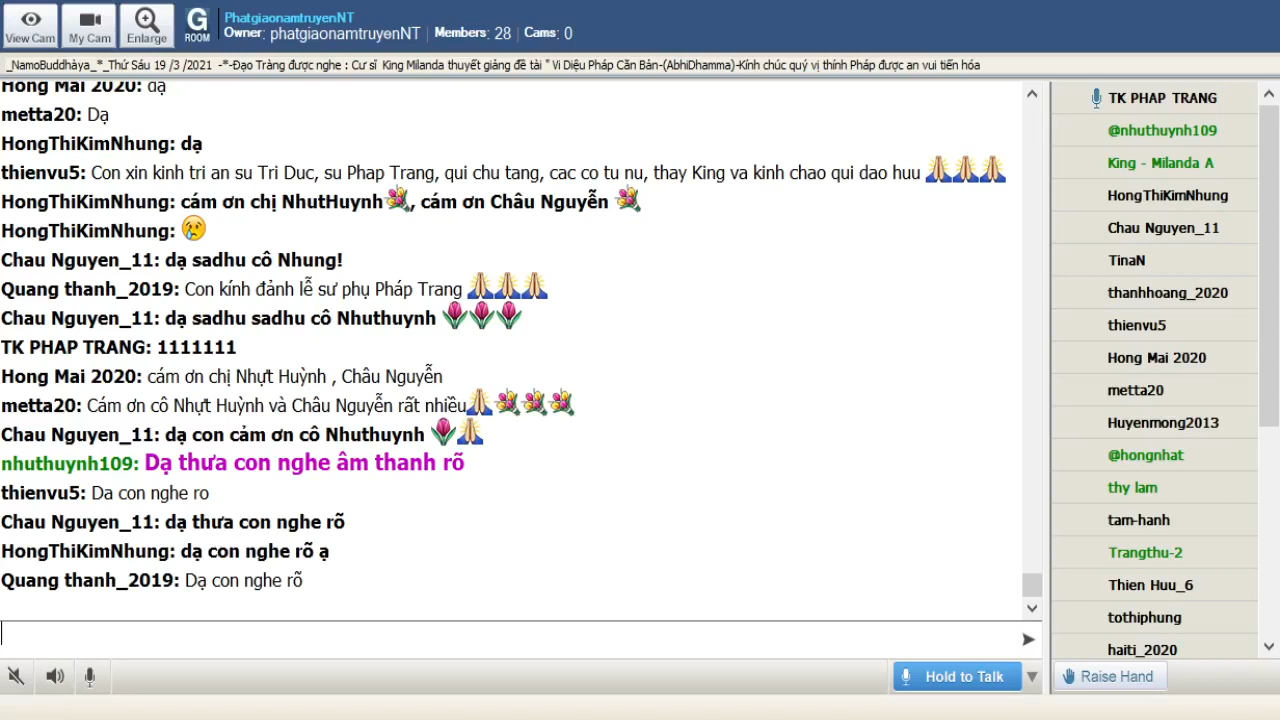 View Cam
My Cam
Enlarge
G
ROOM
PhatgiaonamtruyenNT
Owner: phatgiaonamtruyenNT | Members: 28 | Cams: 0
_NamoBuddhàya_*_Thứ Sáu 19 /3 /2021 -*-Đạo Tràng được nghe : Cư sĩ King Milanda thuyết giảng đề tài " Vi Diệu Pháp Căn Bản-(AbhiDhamma)-Kính chúc quý vị thính Pháp được an vui tiến hóa
Hong Mai 2020: dạ
metta20: Dạ
HongThiKimNhung: dạ
thienvu5: Con xin kinh tri an su Tri Duc, su Phap Trang, qui chu tang, cac co tu nu, thay King va kinh chao qui dao huu
HongThiKimNhung: cám ơn chị NhutHuynh, cám ơn Châu Nguyễn
HongThiKimNhung:
Chau Nguyen_11: dạ sadhu cô Nhung!
Quang thanh_2019: Con kính đảnh lễ sư phụ Pháp Trang
Chau Nguyen_11: dạ sadhu sadhu cô Nhuthuynh
TK PHAP TRANG: 1111111
Hong Mai 2020: cám ơn chị Nhựt Huỳnh , Châu Nguyễn
metta20: Cám ơn cô Nhựt Huỳnh và Châu Nguyễn rất nhiều
Chau Nguyen_11: dạ con cảm ơn cô Nhuthuynh
nhuthuynh109: Dạ thưa con nghe âm thanh rõ
thienvu5: Da con nghe ro
Chau Nguyen_11: dạ thưa con nghe rõ
HongThiKimNhung: dạ con nghe rõ ạ
Quang thanh_2019: Dạ con nghe rõ
Hold to Talk
TK PHAP TRANG
@nhuthuynh109
King - Milanda A
HongThiKimNhung
Chau Nguyen_11
TinaN
thanhhoang_2020
thienvu5
Hong Mai 2020
metta20
Huyenmong2013
@hongnhat
thy lam
tam-hanh
Trangthu-2
Thien Huu_6
tothiphung
haiti_2020
Raise Hand